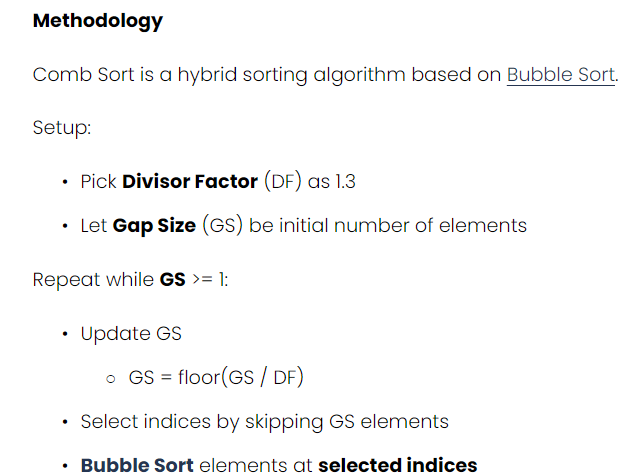 Methodology
Comb Sort is a hybrid sorting algorithm based on Bubble Sort.
Setup:
• Pick Divisor Factor (DF) as 1.3
• Let Gap Size (GS) be initial number of elements
Repeat while GS >= 1:
• Update GS
○ GS = floor(GS / DF)
• Select indices by skipping GS elements
• Bubble Sort elements at selected indices